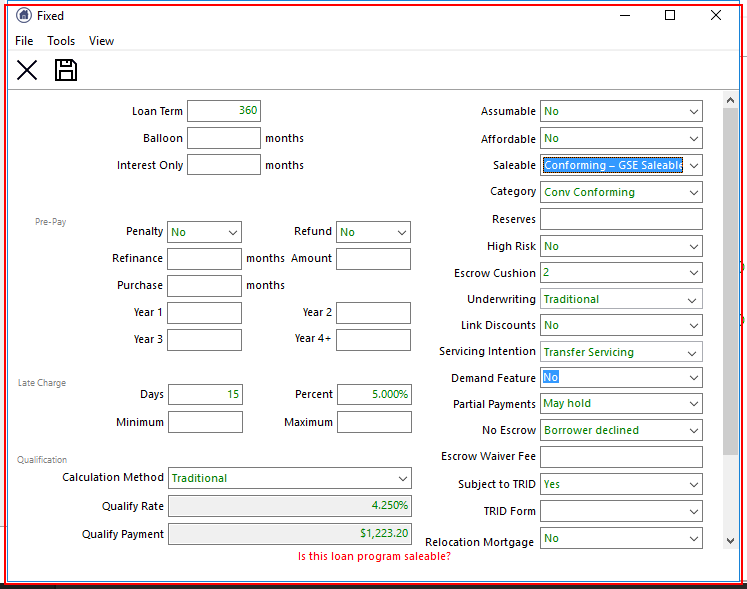 Fixed
File Tools View
Loan Term 360
Balloon months
Interest Only months
Pre-Pay
Penalty No Refund No
Refinance months Amount
Purchase months
Year 1 Year 2
Year 3 Year 4+
Late Charge
Days 15 Percent 5.000%
Minimum Maximum
Qualification
Calculation Method Traditional
Qualify Rate 4.250%
Qualify Payment $1,223.20
Assumable No
Affordable No
Saleable Conforming – GSE Saleable
Category Conv Conforming
Reserves
High Risk No
Escrow Cushion 2
Underwriting Traditional
Link Discounts No
Servicing Intention Transfer Servicing
Demand Feature No
Partial Payments May hold
No Escrow Borrower declined
Escrow Waiver Fee
Subject to TRID Yes
TRID Form
Relocation Mortgage No
Is this loan program saleable?